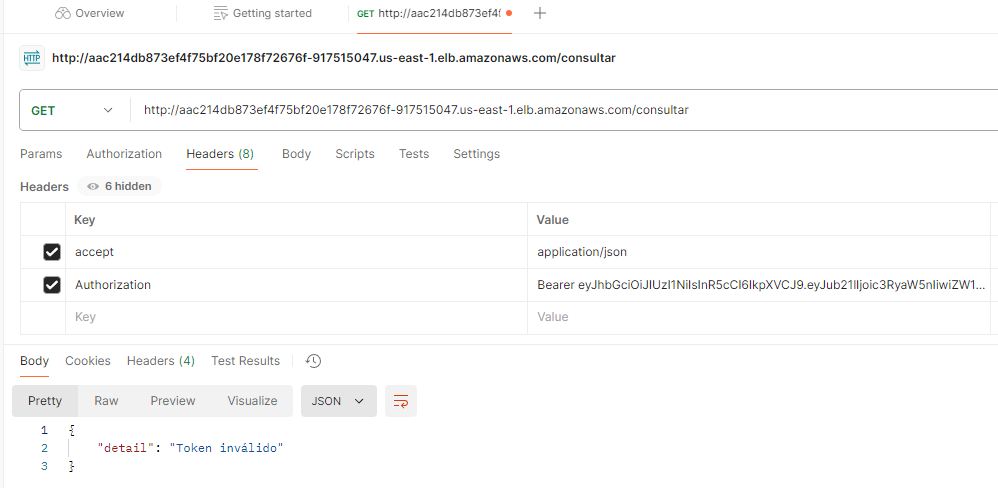 Overview Getting started GET http://aac214db873ef4f
HTTP http://aac214db873ef4f75bf20e178f72676f-917515047.us-east-1.elb.amazonaws.com/consultar
GET http://aac214db873ef4f75bf20e178f72676f-917515047.us-east-1.elb.amazonaws.com/consultar
Params Authorization Headers (8) Body Scripts Tests Settings
Headers 6 hidden
Key Value
accept application/json
Authorization Bearer eyJhbGciOiJIUzI1NiIsInR5cCI6IkpXVCJ9.eyJub21lIjoic3RyaW5nIiwiZW1...
Key Value
Body Cookies Headers (4) Test Results
Pretty Raw Preview Visualize JSON
1 {
2 "detail": "Token inválido"
3 }